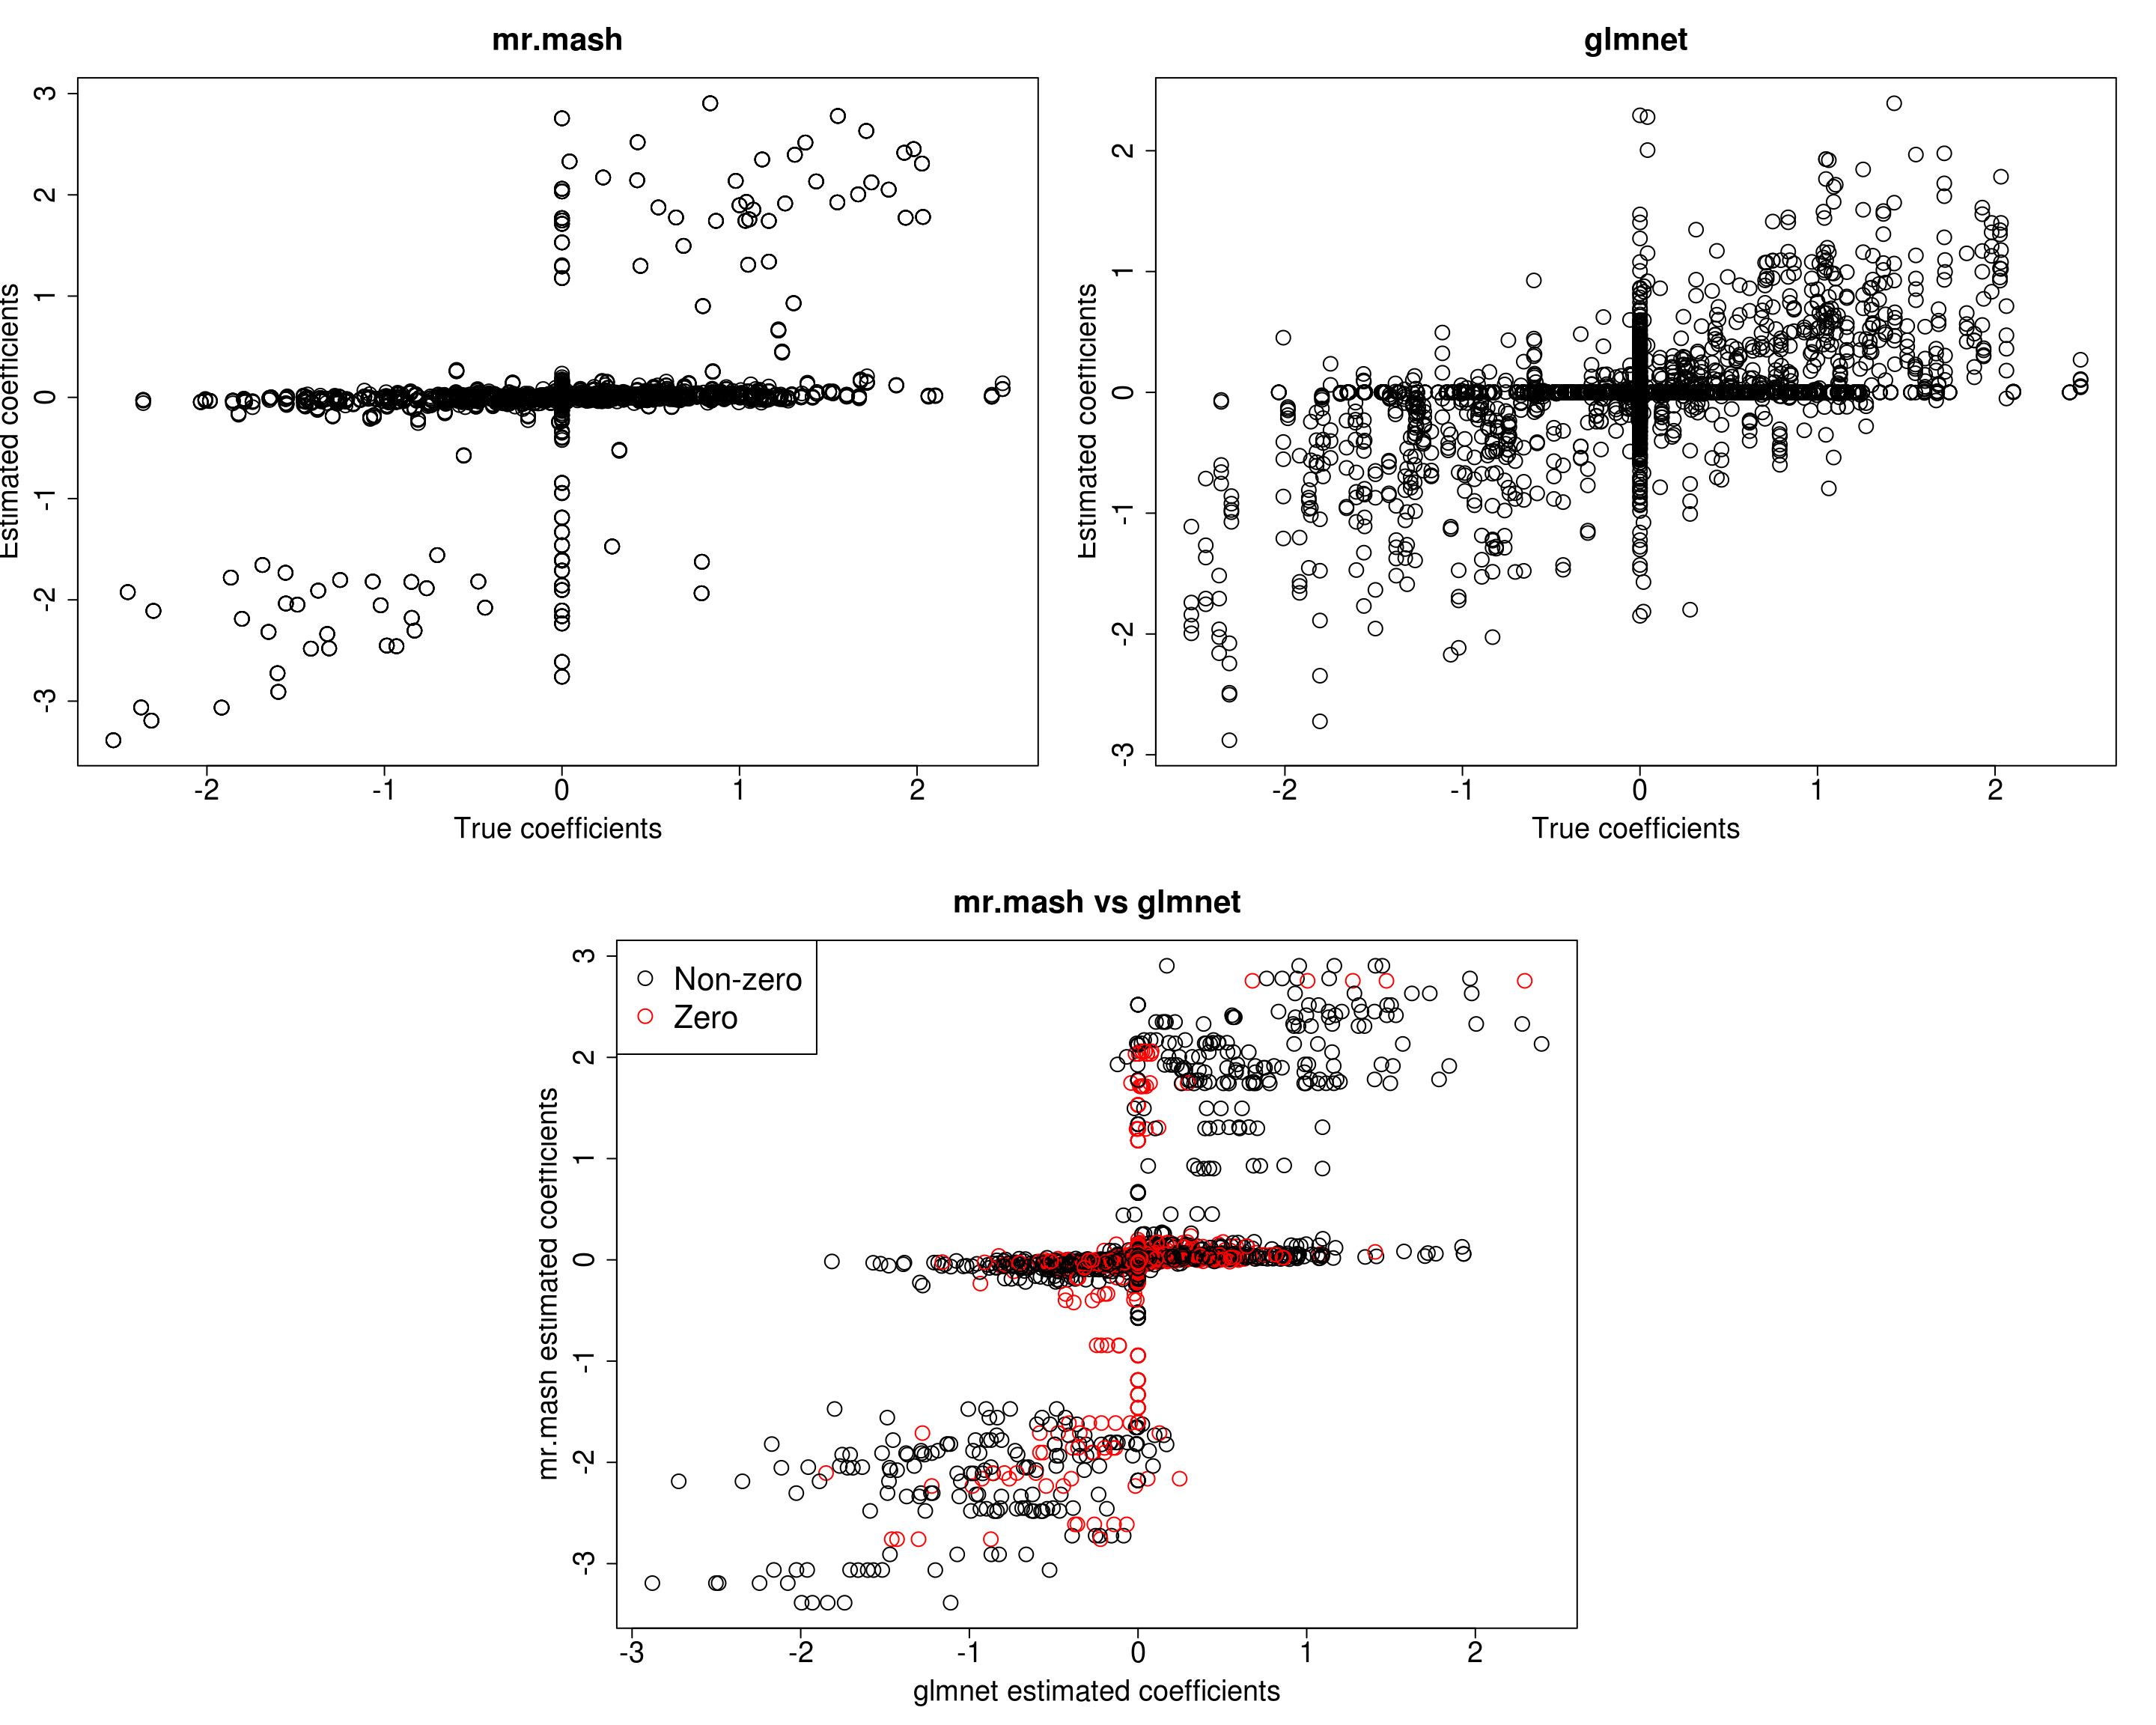 mr.mash
3
2
1
0
-1
-2
-3
Estimated coefficients
-2 -1 0 1 2
True coefficients
glmnet
2
1
0
-1
-2
-3
Estimated coefficients
-2 -1 0 1 2
True coefficients
mr.mash vs glmnet
Non-zero
Zero
3
2
1
0
-1
-2
-3
mr.mash estimated coefficients
-3 -2 -1 0 1 2
glmnet estimated coefficients